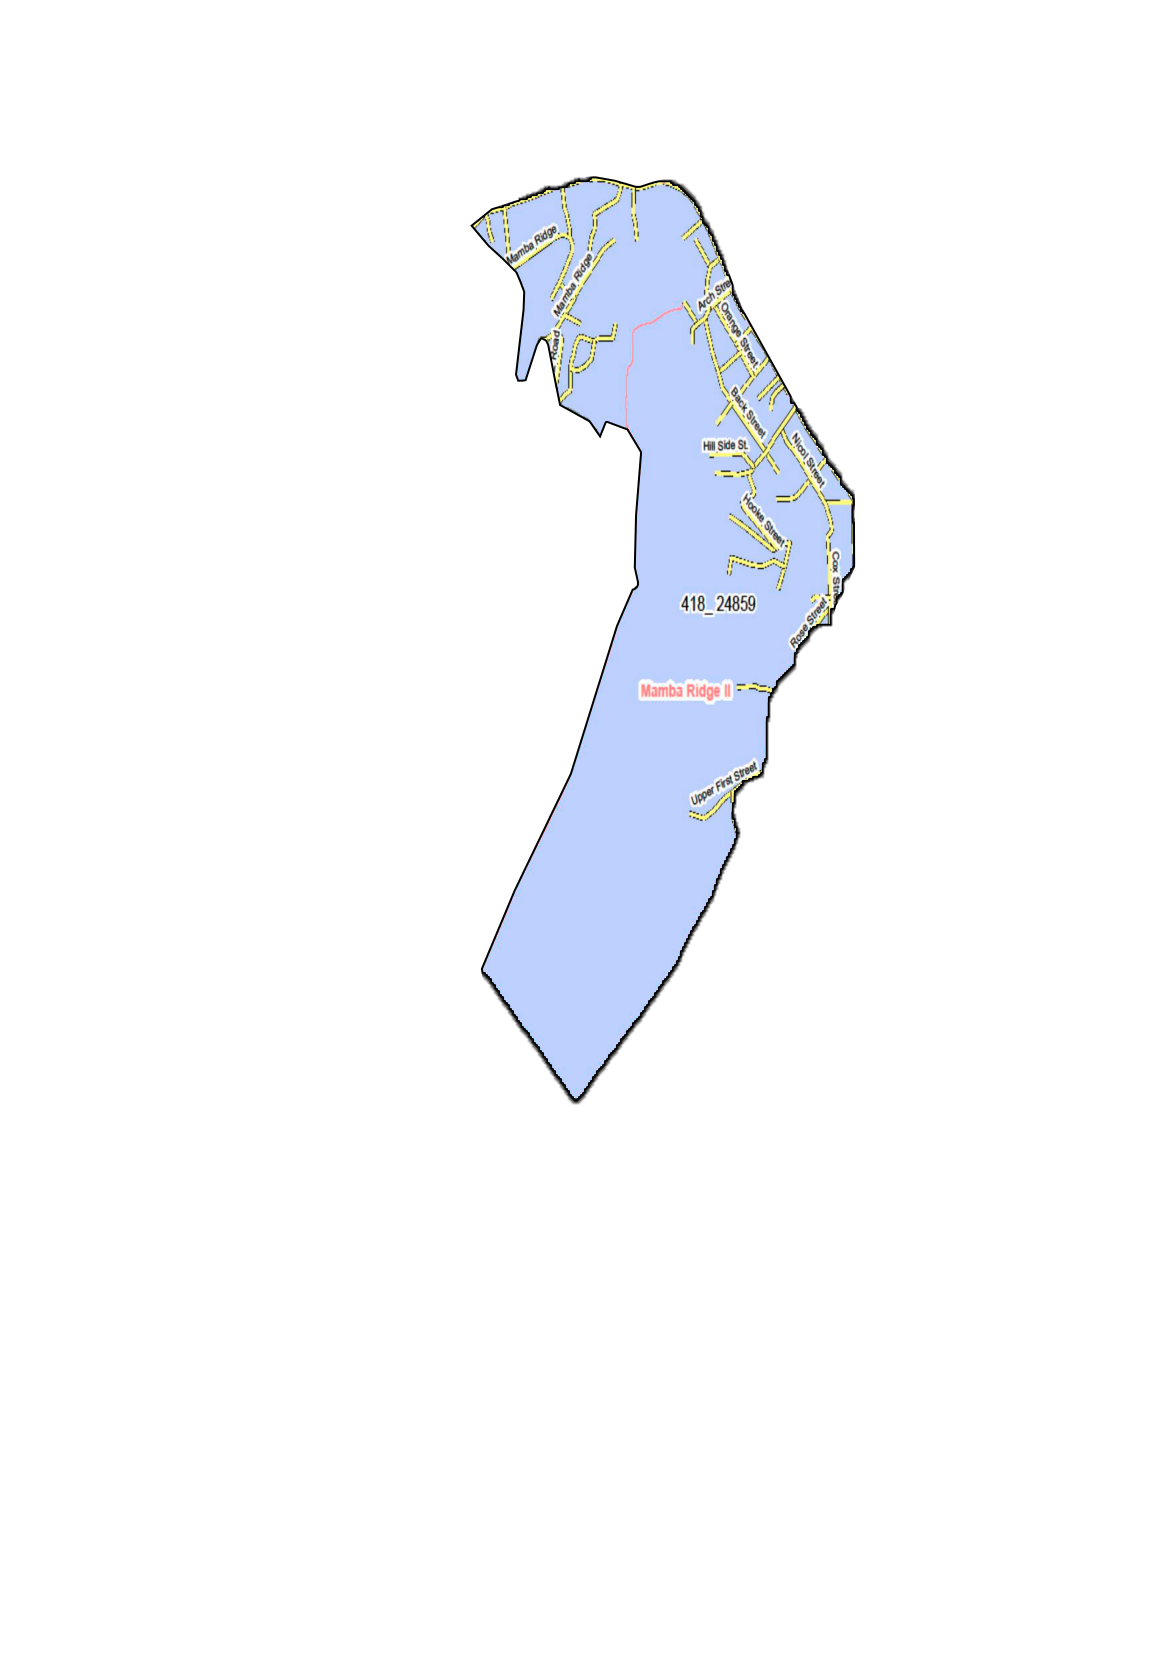 Mamba Ridge
Mamba Ridge
Road
Arch Stre
Orange Street
Back Street
Hill Side St.
Nicol Street
Hooke Street
Cox Stre
418_24859
Rose Street
Mamba Ridge II
Upper First Street